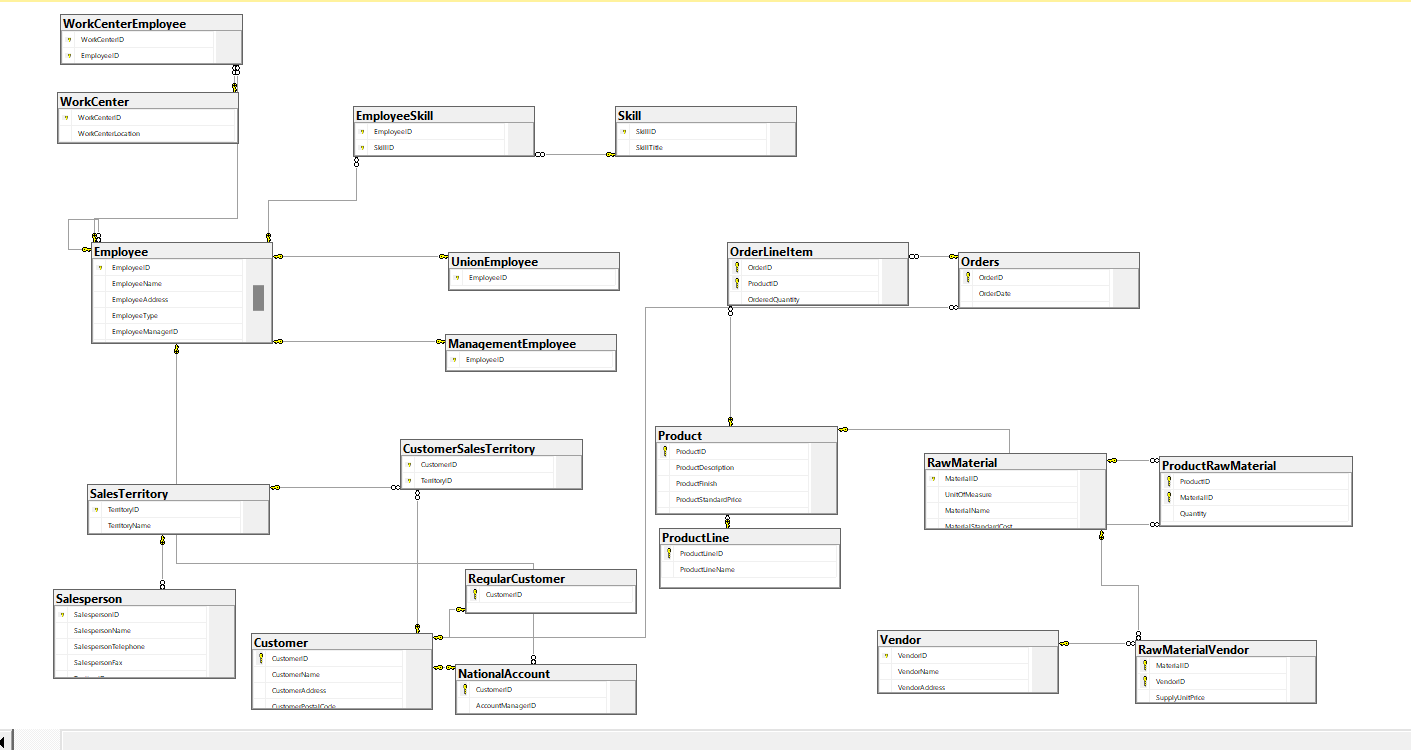 WorkCenterEmployee
WorkCenterID
EmployeeID
WorkCenter
WorkCenterID
WorkCenterLocation
EmployeeSkill
EmployeeID
SkillID
Skill
SkillID
SkillTitle
Employee
EmployeeID
EmployeeName
EmployeeAddress
EmployeeType
EmployeeManagerID
UnionEmployee
EmployeeID
ManagementEmployee
EmployeeID
OrderLineItem
OrderID
ProductID
OrderedQuantity
Orders
OrderID
OrderDate
CustomerSalesTerritory
CustomerID
TerritoryID
Product
ProductID
ProductDescription
ProductFinish
ProductStandardPrice
RawMaterial
MaterialID
UnitOfMeasure
MaterialName
MaterialStandardCost
ProductRawMaterial
ProductID
MaterialID
Quantity
SalesTerritory
TerritoryID
TerritoryName
ProductLine
ProductLineID
ProductLineName
RegularCustomer
CustomerID
Salesperson
SalespersonID
SalespersonName
SalespersonTelephone
SalespersonFax
Customer
CustomerID
CustomerName
CustomerAddress
CustomerPostalCode
NationalAccount
CustomerID
AccountManagerID
Vendor
VendorID
VendorName
VendorAddress
RawMaterialVendor
MaterialID
VendorID
SupplyUnitPrice